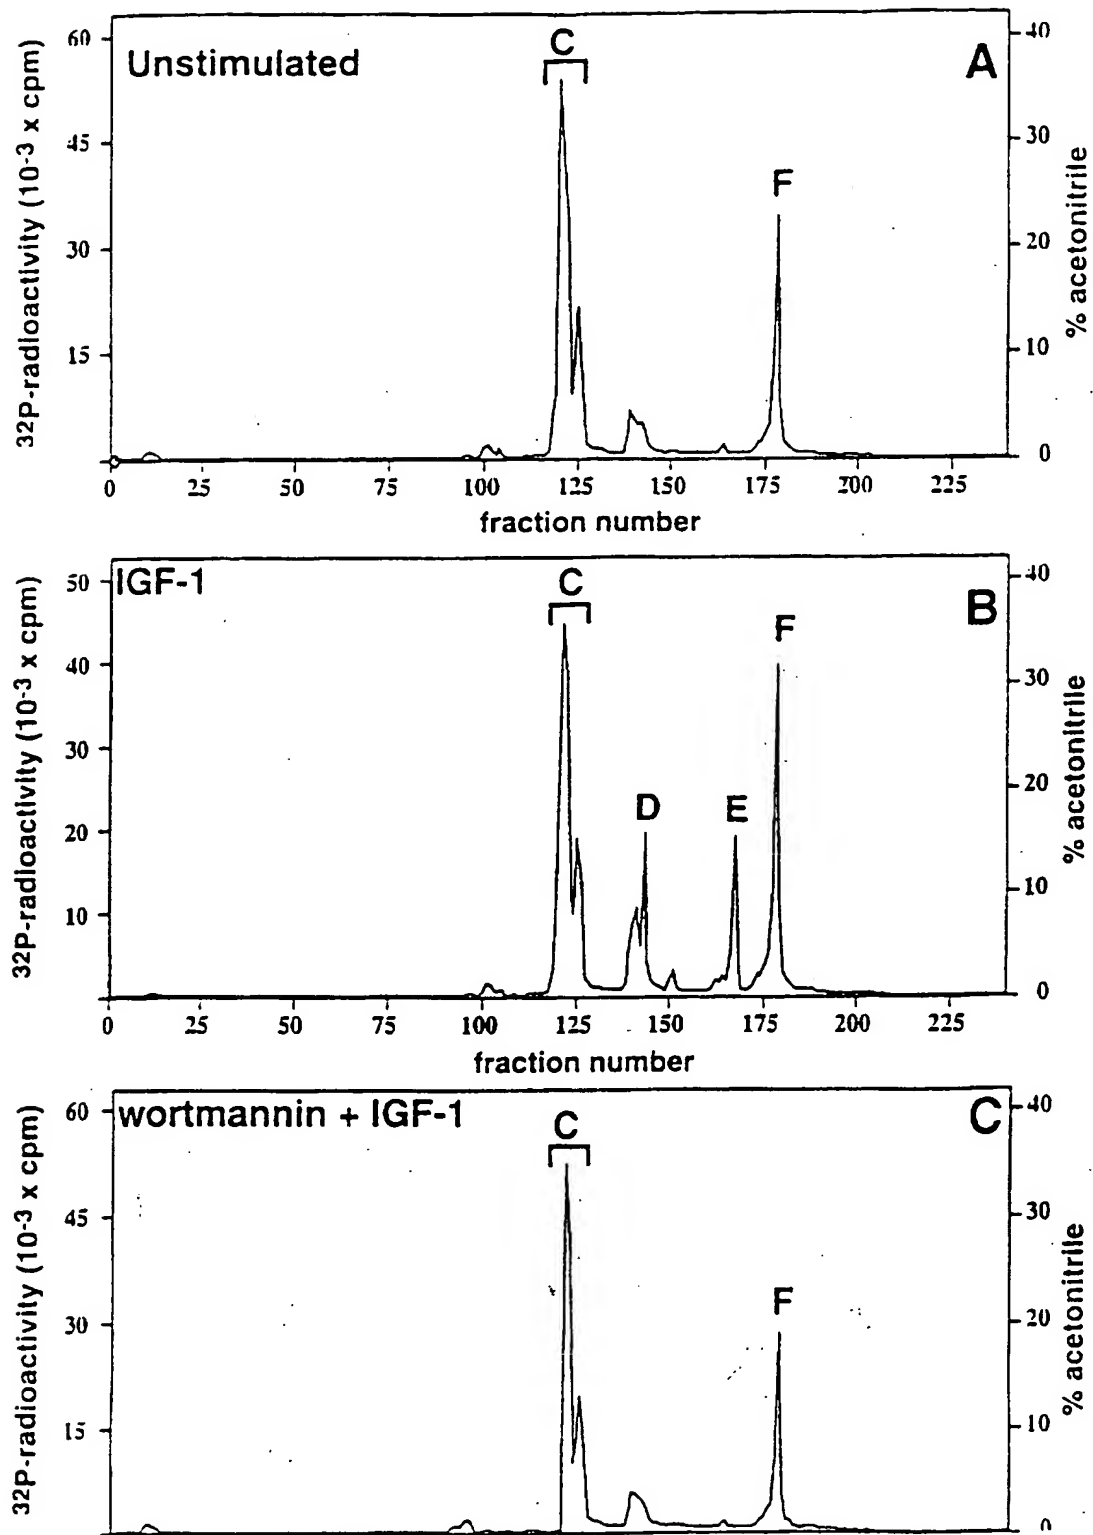 Unstimulated
A
C
F
32P-radioactivity (10-3 x cpm)
60
45
30
15
% acetonitrile
40
30
20
10
0
0 25 50 75 100 125 150 175 200 225
fraction number
IGF-1
B
C
D
E
F
32P-radioactivity (10-3 x cpm)
50
40
30
20
10
% acetonitrile
40
30
20
10
0
0 25 50 75 100 125 150 175 200 225
fraction number
wortmannin + IGF-1
C
C
F
32P-radioactivity (10-3 x cpm)
60
45
30
15
% acetonitrile
40
30
20
10
0